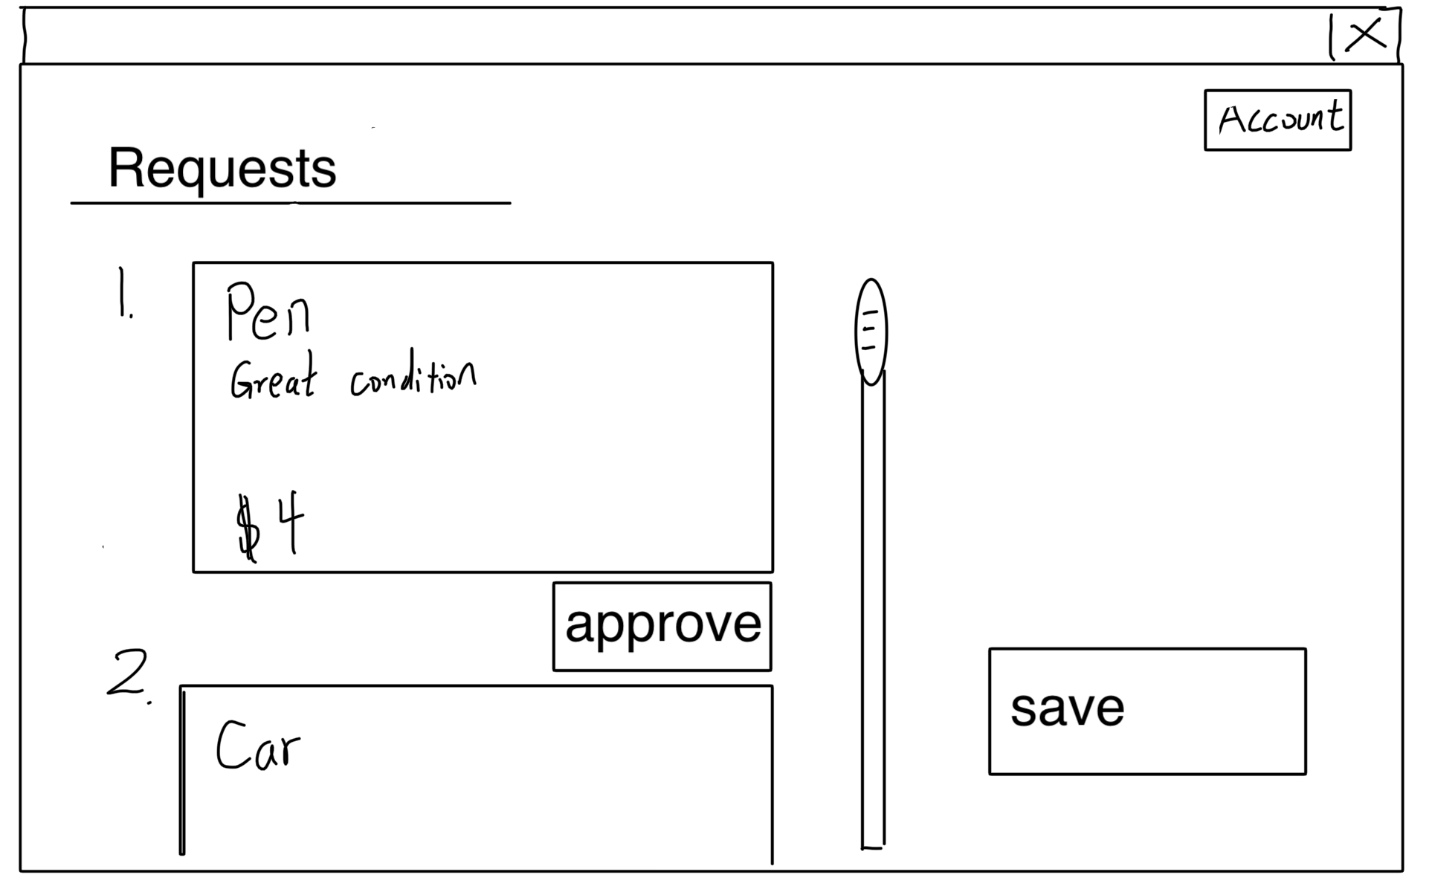 X
Account
Requests
1.
Pen
Great condition
$4
approve
2.
Car
save